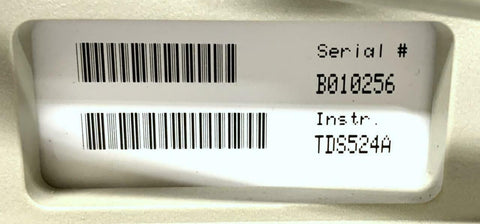 Serial #
B010256
Instr.
TDS524A